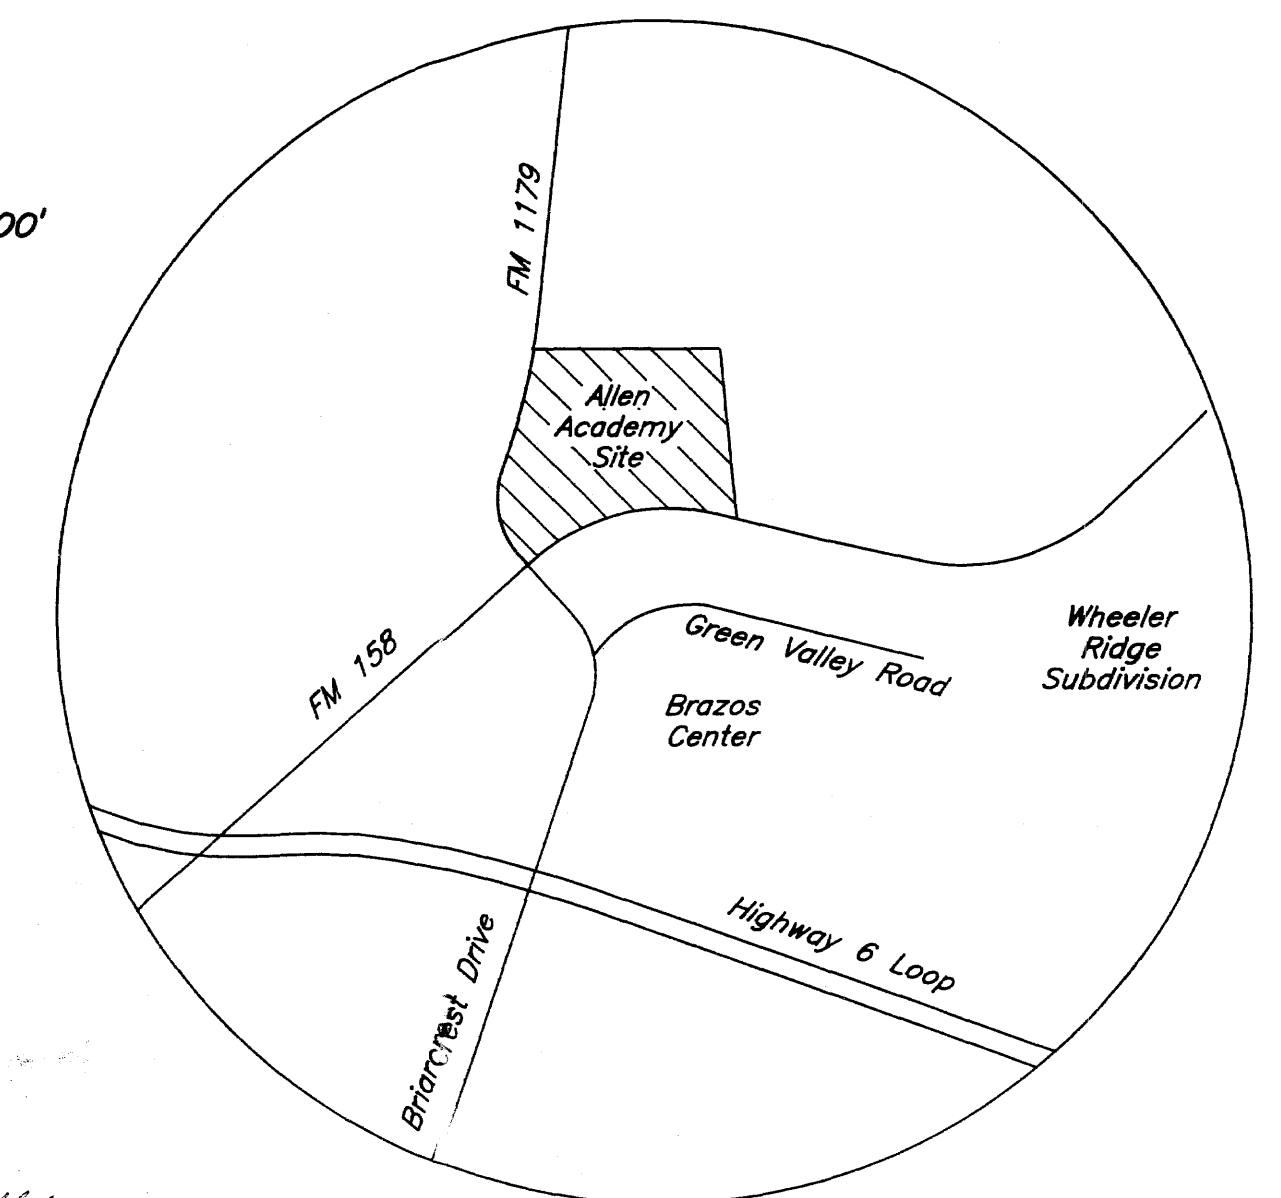 00'
FM 1179
Allen
Academy
Site
FM 158
Green Valley Road
Wheeler
Ridge
Subdivision
Brazos
Center
Highway 6 Loop
Briarcrest Drive